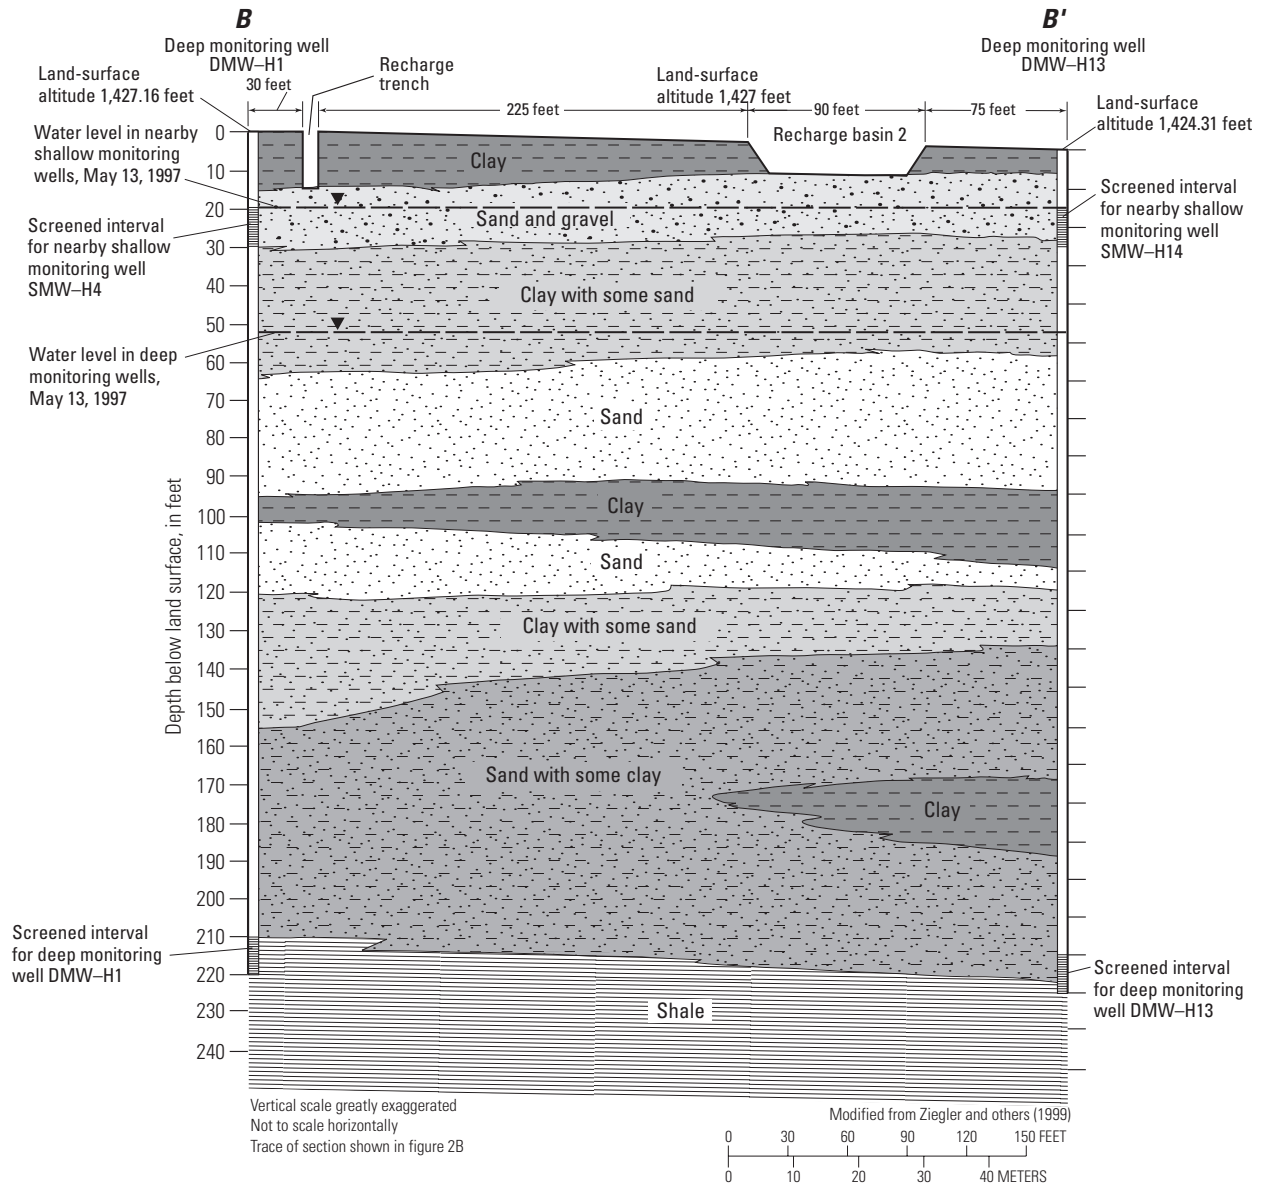 B
Deep monitoring well
DMW–H1
B'
Deep monitoring well
DMW–H13
Land-surface
altitude 1,427.16 feet
30 feet
Recharge
trench
225 feet
Land-surface
altitude 1,427 feet
90 feet
75 feet
Recharge basin 2
Land-surface
altitude 1,424.31 feet
Water level in nearby
shallow monitoring
wells, May 13, 1997
Screened interval
for nearby shallow
monitoring well
SMW–H4
Water level in deep
monitoring wells,
May 13, 1997
Screened interval
for nearby shallow
monitoring well
SMW–H14
Depth below land surface, in feet
0
10
20
30
40
50
60
70
80
90
100
110
120
130
140
150
160
170
180
190
200
210
220
230
240
Clay
Sand and gravel
Clay with some sand
Sand
Clay
Sand
Clay with some sand
Sand with some clay
Clay
Shale
Screened interval
for deep monitoring
well DMW–H1
Screened interval
for deep monitoring
well DMW–H13
Vertical scale greatly exaggerated
Not to scale horizontally
Trace of section shown in figure 2B
Modified from Ziegler and others (1999)
0 30 60 90 120 150 FEET
0 10 20 30 40 METERS